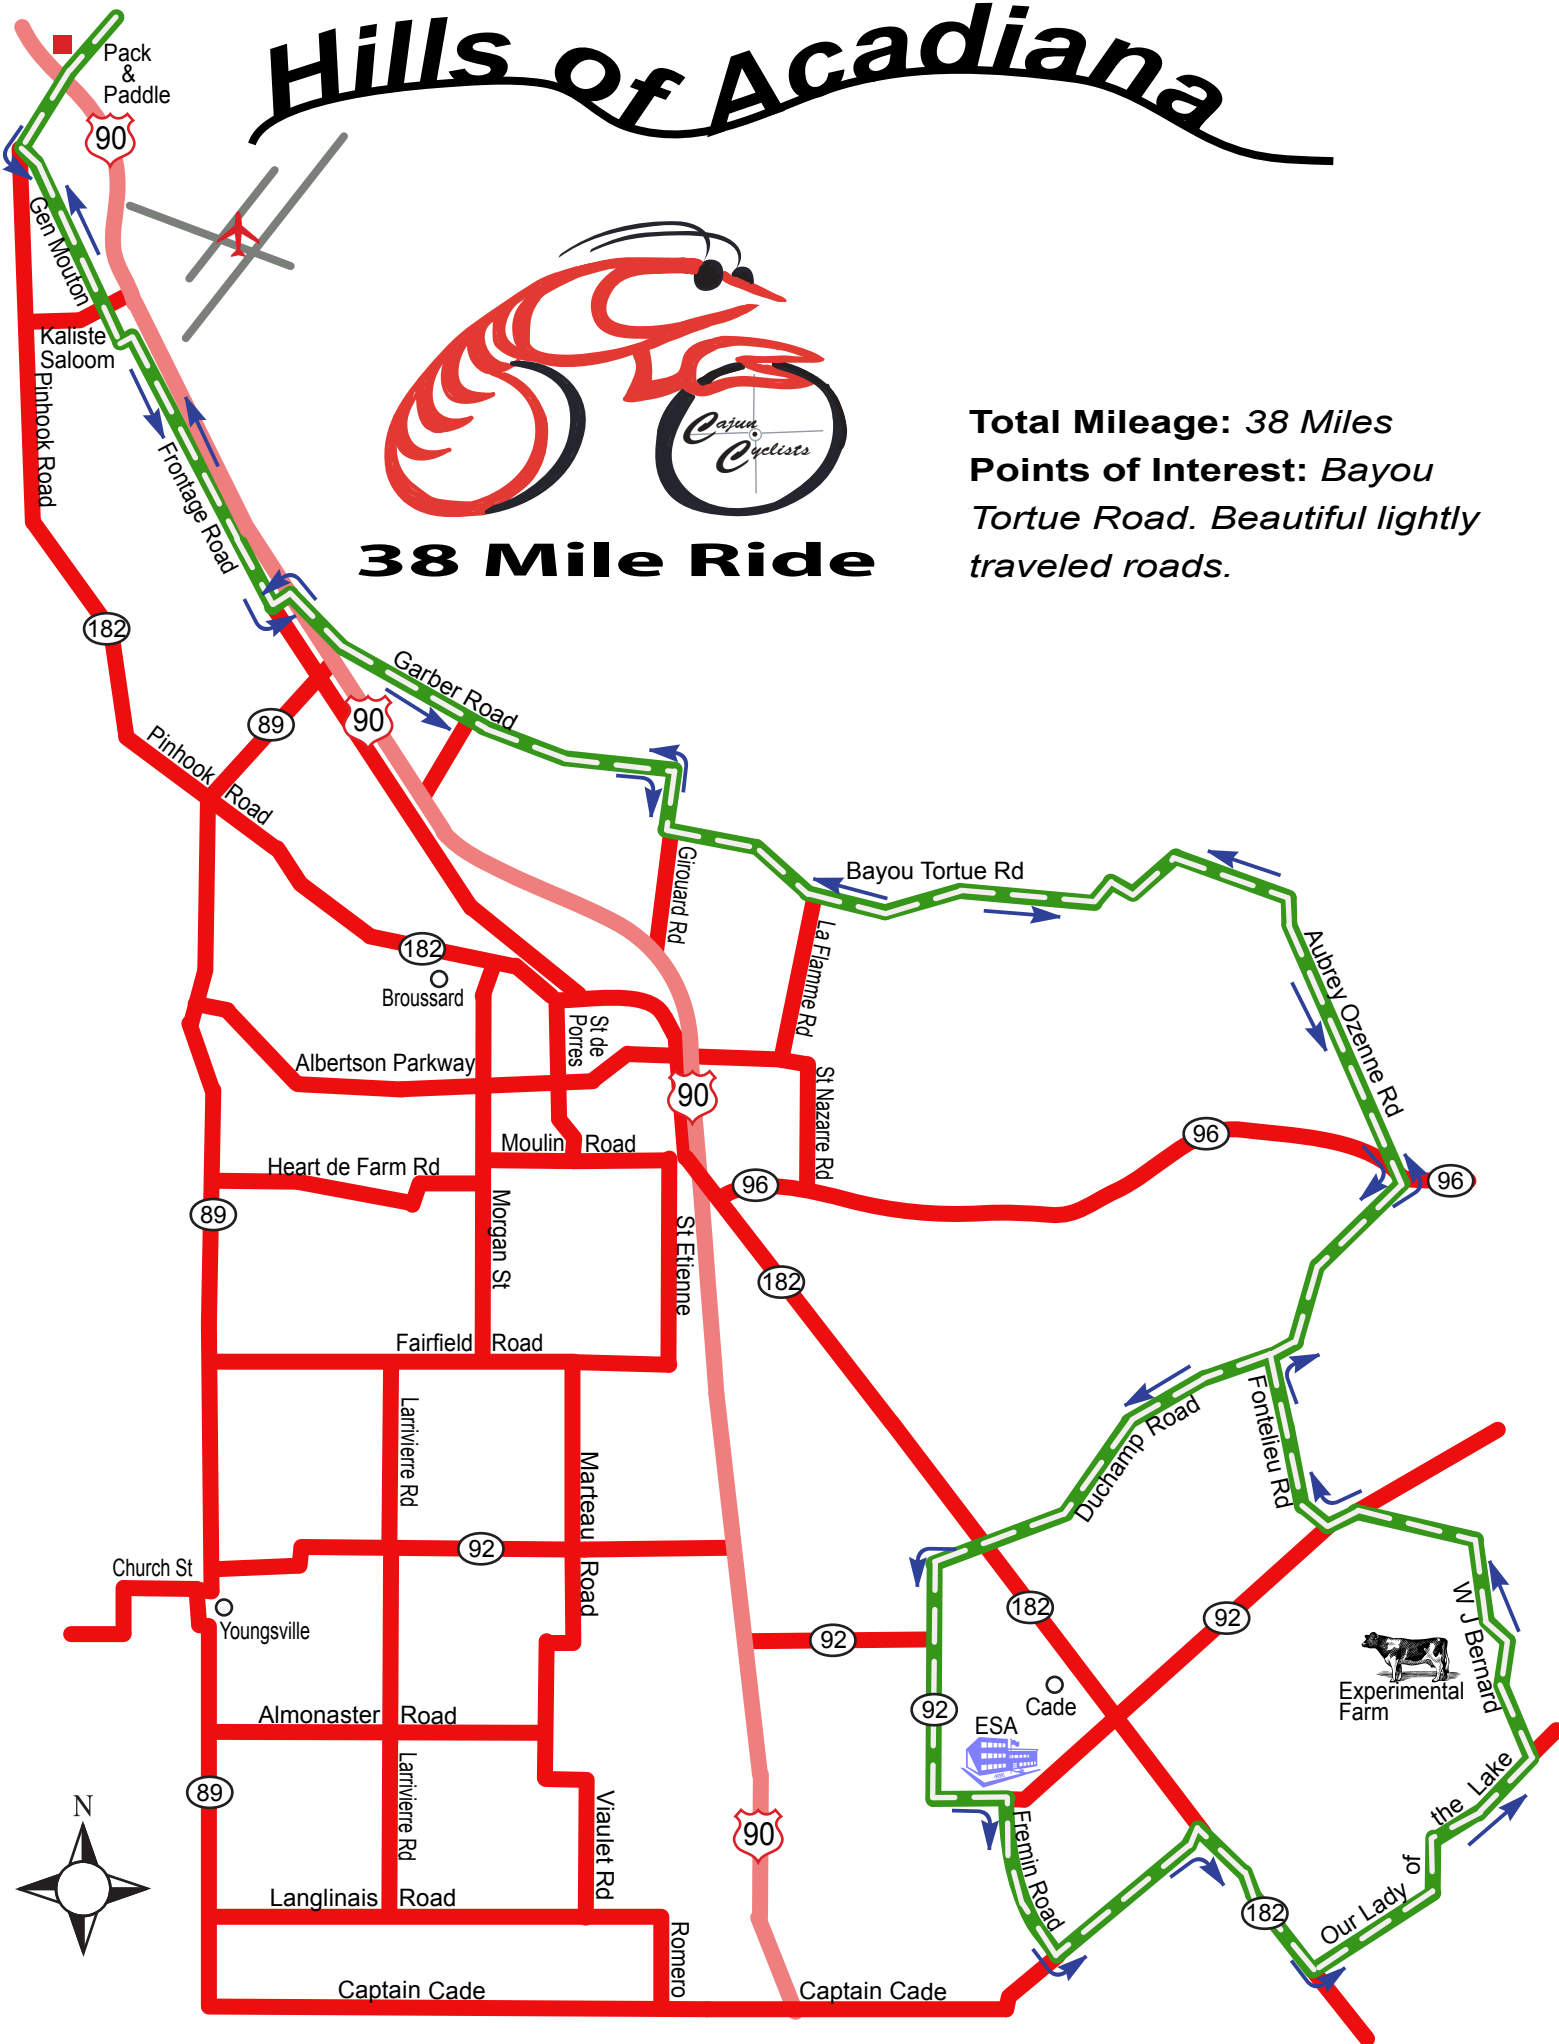 Hills of Acadiana
Pack
&
Paddle
90
Gen Mouton
Kaliste
Saloom
Pinhook Road
Frontage Road
Cajun
Cyclists
38 Mile Ride
Total Mileage: 38 Miles
Points of Interest: Bayou
Tortue Road. Beautiful lightly
traveled roads.
182
Garber Road
89
90
Pinhook Road
Girouard Rd
Bayou Tortue Rd
La Flamme Rd
Aubrey Ozenne Rd
182
Broussard
St de
Porres
Albertson Parkway
90
St Nazarre Rd
Moulin Road
96
96
96
Heart de Farm Rd
89
Morgan St
St Etienne
182
Fairfield Road
Larrivierre Rd
Marteau Road
Duchamp Road
Fontelieu Rd
92
Church St
Youngsville
92
182
92
W J Bernard
Experimental
Farm
Cade
92
ESA
Almonaster Road
Larrivierre Rd
89
Viaulet Rd
90
Fremin Road
Our Lady of the Lake
182
N
Langlinais Road
Romero
Captain Cade
Captain Cade